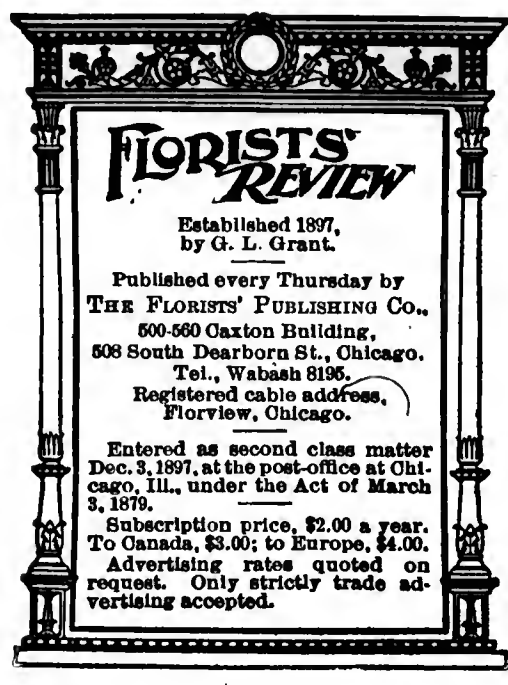 FLORISTS'
REVIEW
Established 1897,
by G. L. Grant.
Published every Thursday by
THE FLORISTS' PUBLISHING CO.,
500-560 Caxton Building,
508 South Dearborn St., Chicago.
Tel., Wabash 8195.
Registered cable address,
Florview, Chicago.
Entered as second class matter
Dec. 3, 1897, at the post-office at Chi-
cago, Ill., under the Act of March
3, 1879.
Subscription price, $2.00 a year.
To Canada, $3.00; to Europe, $4.00.
Advertising rates quoted on
request. Only strictly trade ad-
vertising accepted.